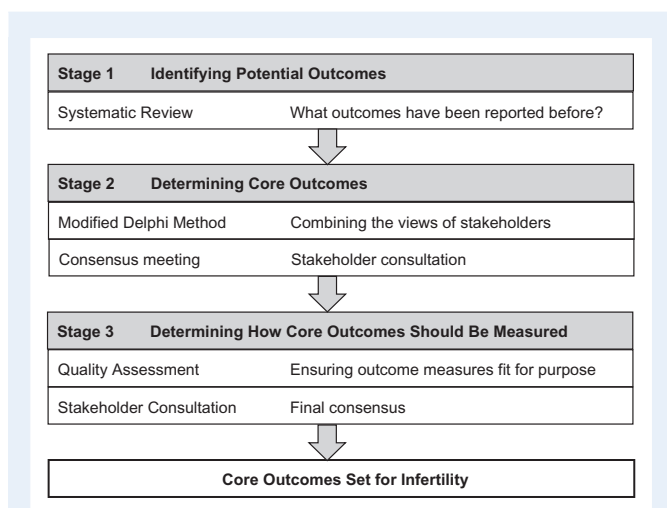 Stage 1 Identifying Potential Outcomes
Systematic Review What outcomes have been reported before?
Stage 2 Determining Core Outcomes
Modified Delphi Method Combining the views of stakeholders
Consensus meeting Stakeholder consultation
Stage 3 Determining How Core Outcomes Should Be Measured
Quality Assessment Ensuring outcome measures fit for purpose
Stakeholder Consultation Final consensus
Core Outcomes Set for Infertility